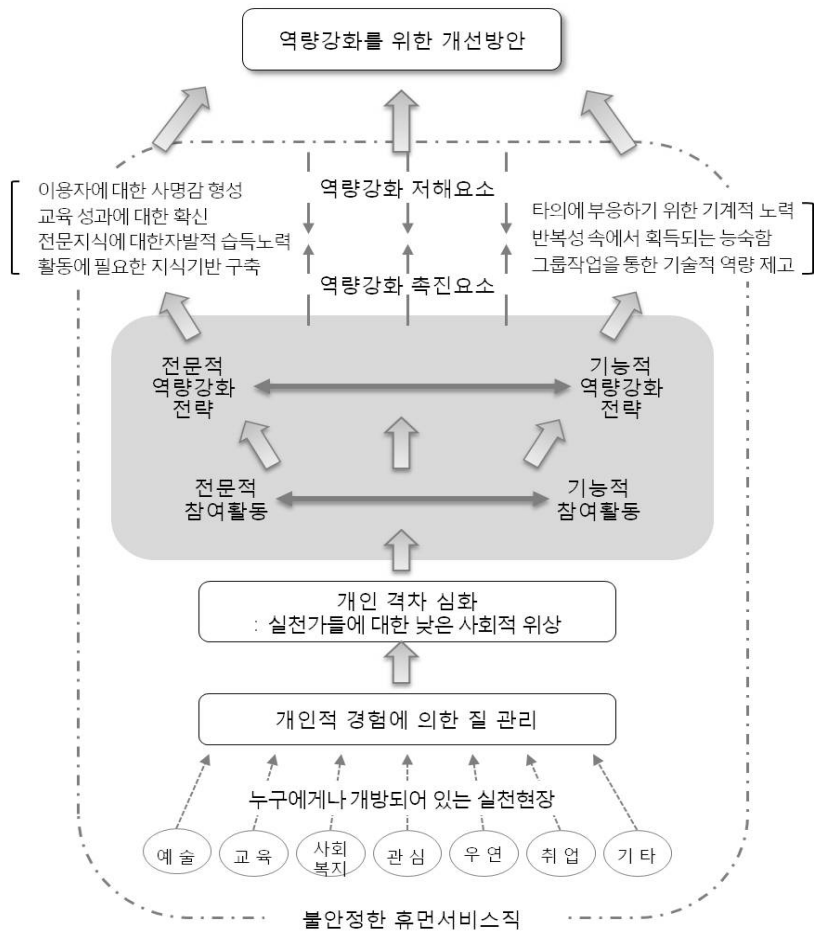 역량강화를 위한 개선방안
이용자에 대한 사명감 형성
교육 성과에 대한 확신
전문지식에 대한자발적 습득노력
활동에 필요한 지식기반 구축
역량강화 저해요소
역량강화 촉진요소
타의에 부응하기 위한 기계적 노력
반복성 속에서 획득되는 능숙함
그룹작업을 통한 기술적 역량 제고
전문적
역량강화
전략
기능적
역량강화
전략
전문적
참여활동
기능적
참여활동
개인 격차 심화
: 실천가들에 대한 낮은 사회적 위상
개인적 경험에 의한 질 관리
누구에게나 개방되어 있는 실천현장
예 술
교 육
사회
복지
관 심
우 연
취 업
기 타
불안정한 휴먼서비스직